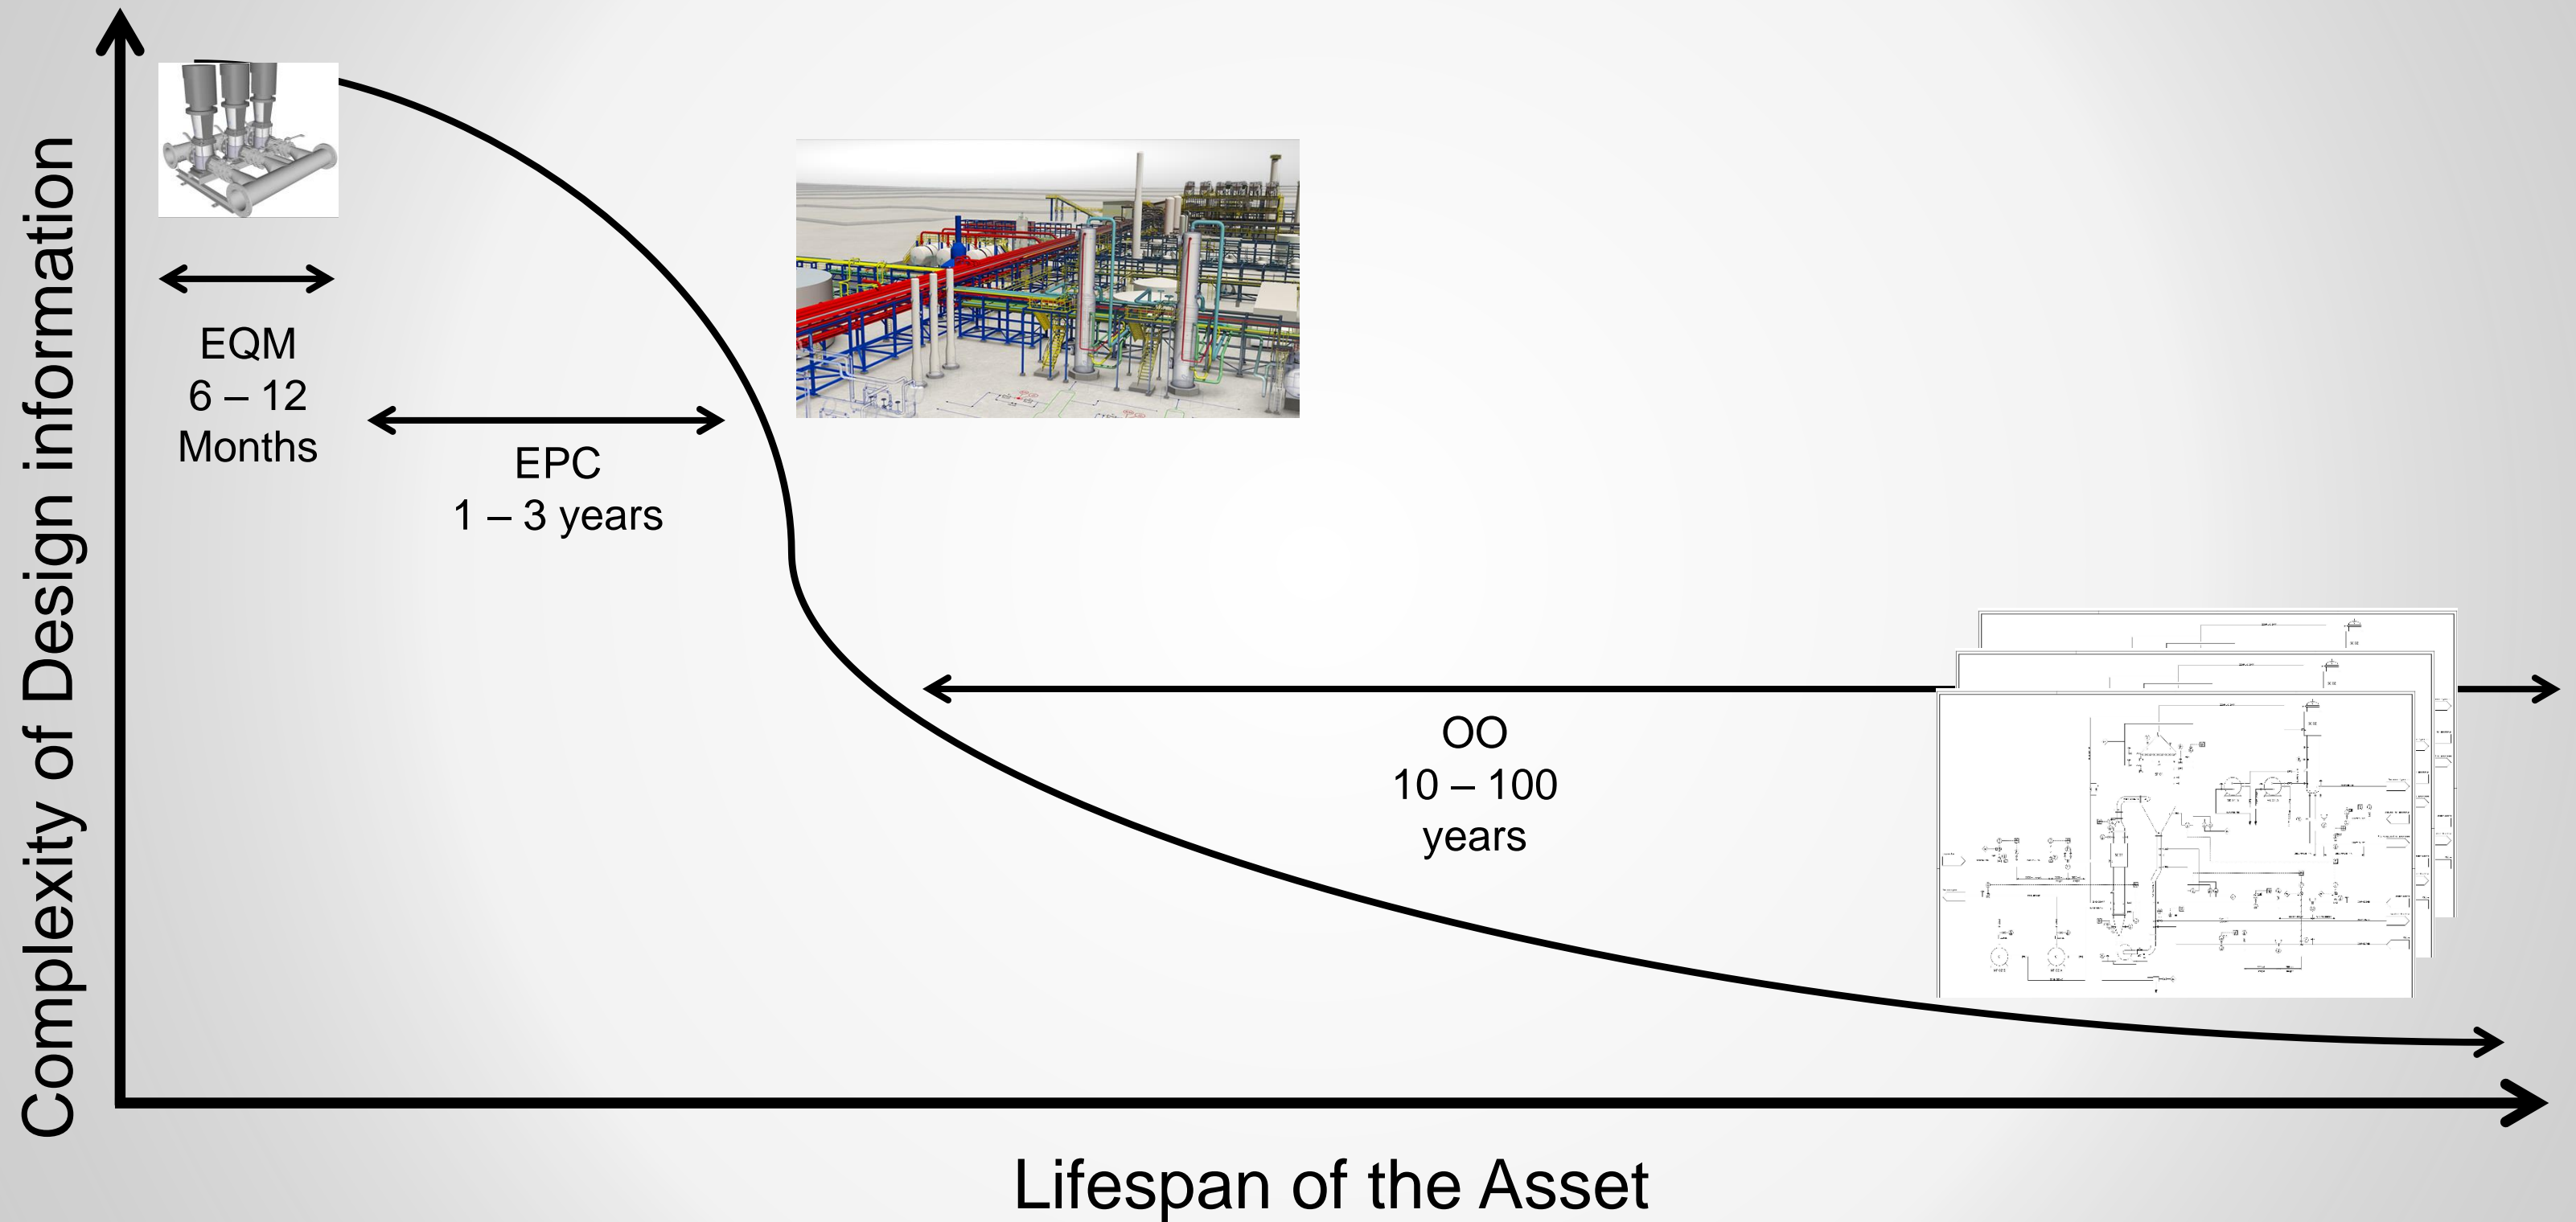 Complexity of Design information
EQM
6 – 12
Months
EPC
1 – 3 years
OO
10 – 100
years
Lifespan of the Asset